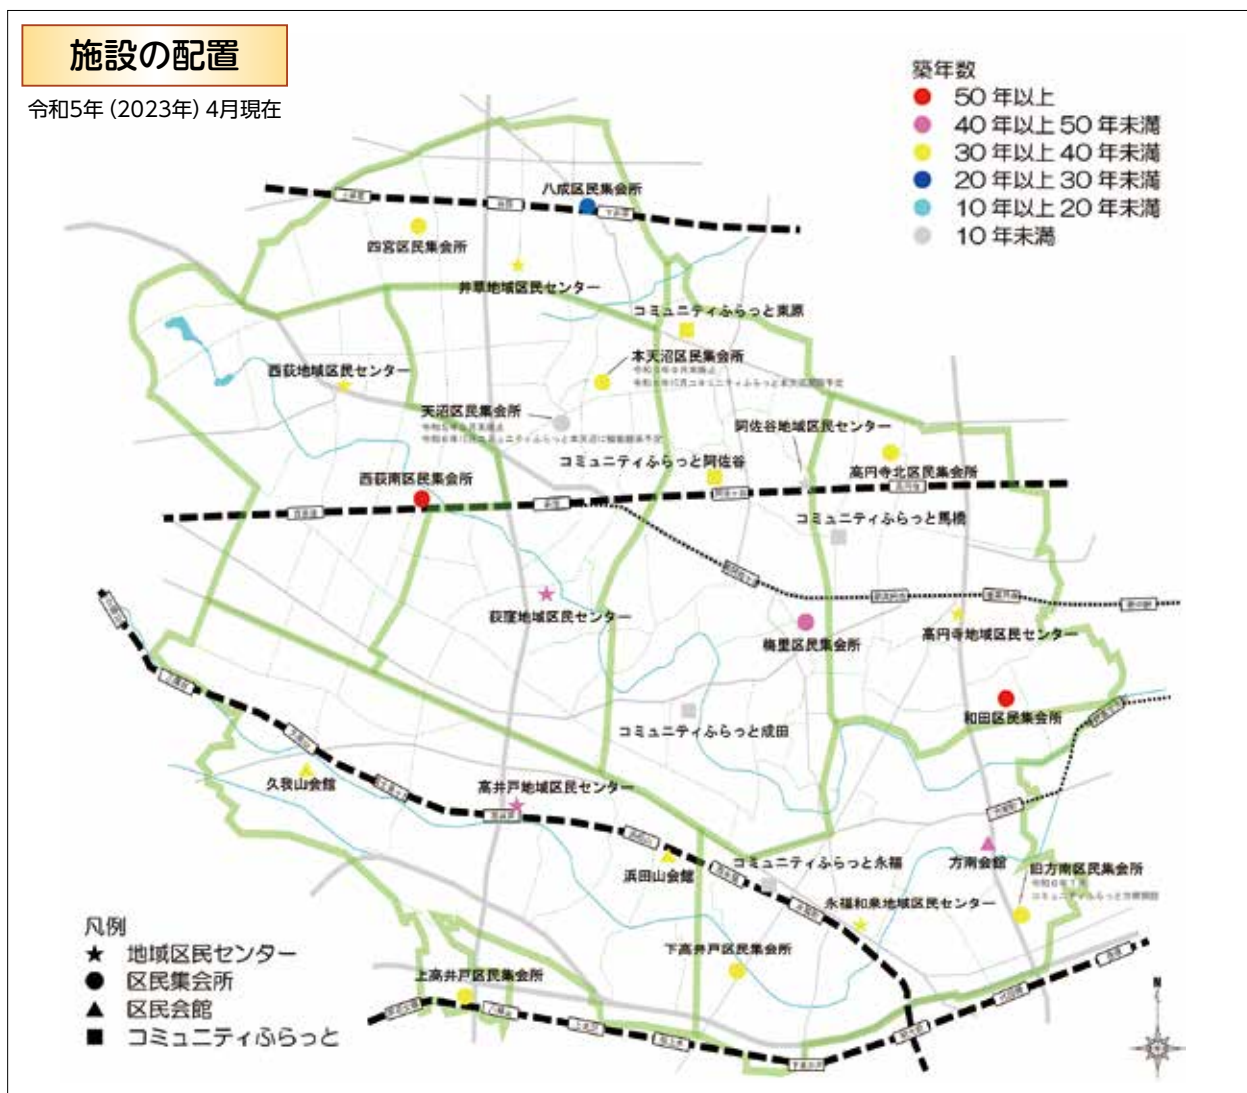 施設の配置
令和5年（2023年）4月現在
築年数
50年以上
40年以上50年未満
30年以上40年未満
20年以上30年未満
10年以上20年未満
10年未満
八成区民集会所
四宮区民集会所
井草地域区民センター
コミュニティふらっと東原
本天沼区民集会所
西荻地域区民センター
天沼区民集会所
阿佐谷地域区民センター
コミュニティふらっと阿佐谷
高円寺北区民集会所
西荻南区民集会所
コミュニティふらっと馬橋
荻窪地域区民センター
梅里区民集会所
高円寺地域区民センター
和田区民集会所
コミュニティふらっと成田
久我山会館
高井戸地域区民センター
浜田山会館
コミュニティふらっと永福
方南会館
旧方南区民集会所
永福和泉地域区民センター
下高井戸区民集会所
上高井戸区民集会所
凡例
地域区民センター
区民集会所
区民会館
コミュニティふらっと
N